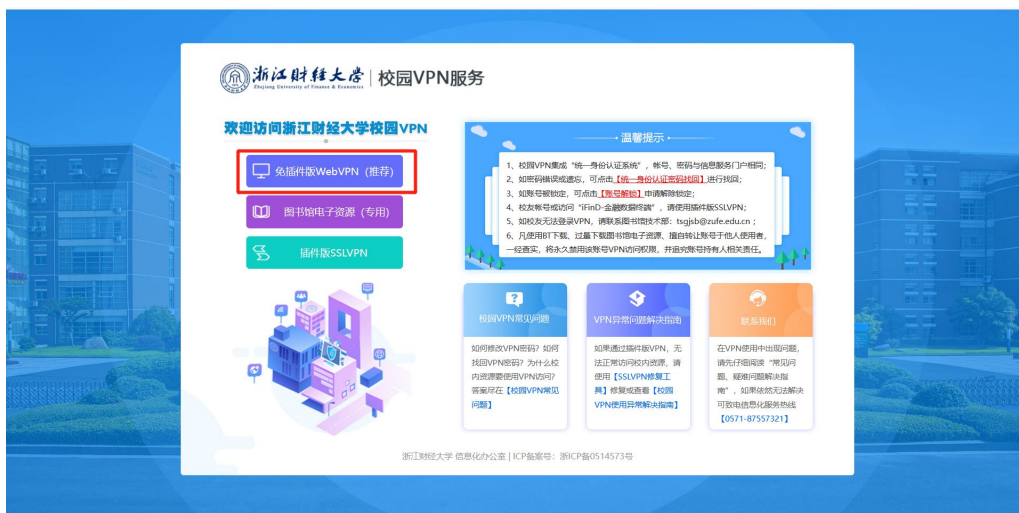 浙江财经大学 | 校园VPN服务
Zhejiang University of Finance & Economics
欢迎访问浙江财经大学校园VPN
免插件版WebVPN（推荐）
图书馆电子资源（专用）
插件版SSLVPN
温馨提示
1、校园VPN集成“统一身份认证系统”，帐号、密码与信息服务门户相同;
2、如密码错误或遗忘，可点击【统一身份认证密码找回】进行找回;
3、如账号被锁定，可点击【账号解锁】申请解除锁定;
4、校友帐号或访问“iFinD-金融数据终端”，请使用插件版SSLVPN;
5、如校友无法登录VPN，请联系图书馆技术部：tsgjsb@zufe.edu.cn ;
6、凡使用BT下载、过量下载图书馆电子资源、擅自转让账号于他人使用者,
一经查实，将永久禁用该账号VPN访问权限，并追究账号持有人相关责任。
校园VPN常见问题
如何修改VPN密码？如何
找回VPN密码？为什么校
内资源要使用VPN访问?
答案尽在【校园VPN常见
问题】
VPN异常问题解决指南
如果通过插件版VPN，无
法正常访问校内资源，请
使用【SSLVPN修复工
具】修复或查看【校园
VPN使用异常解决指南】
联系我们
在VPN使用中出现问题,
请先仔细阅读“常见问
题、疑难问题解决指
南”，如果依然无法解决
可致电信息化服务热线
【0571-87557321】
浙江财经大学 信息化办公室 | ICP备案号：浙ICP备0514573号